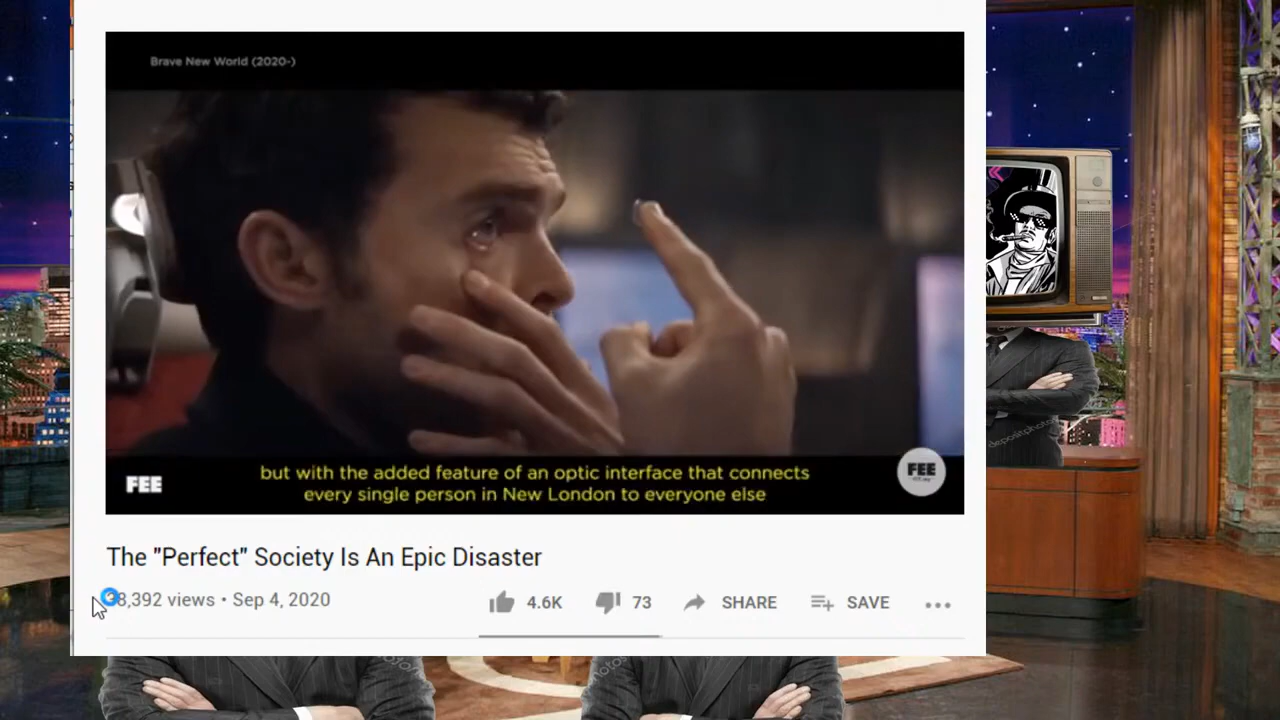 Brave New World (2020-)
FEE
but with the added feature of an optic interface that connects
every single person in New London to everyone else
FEE
The "Perfect" Society Is An Epic Disaster
8,392 views • Sep 4, 2020
4.6K
73
SHARE
SAVE
depositphotos